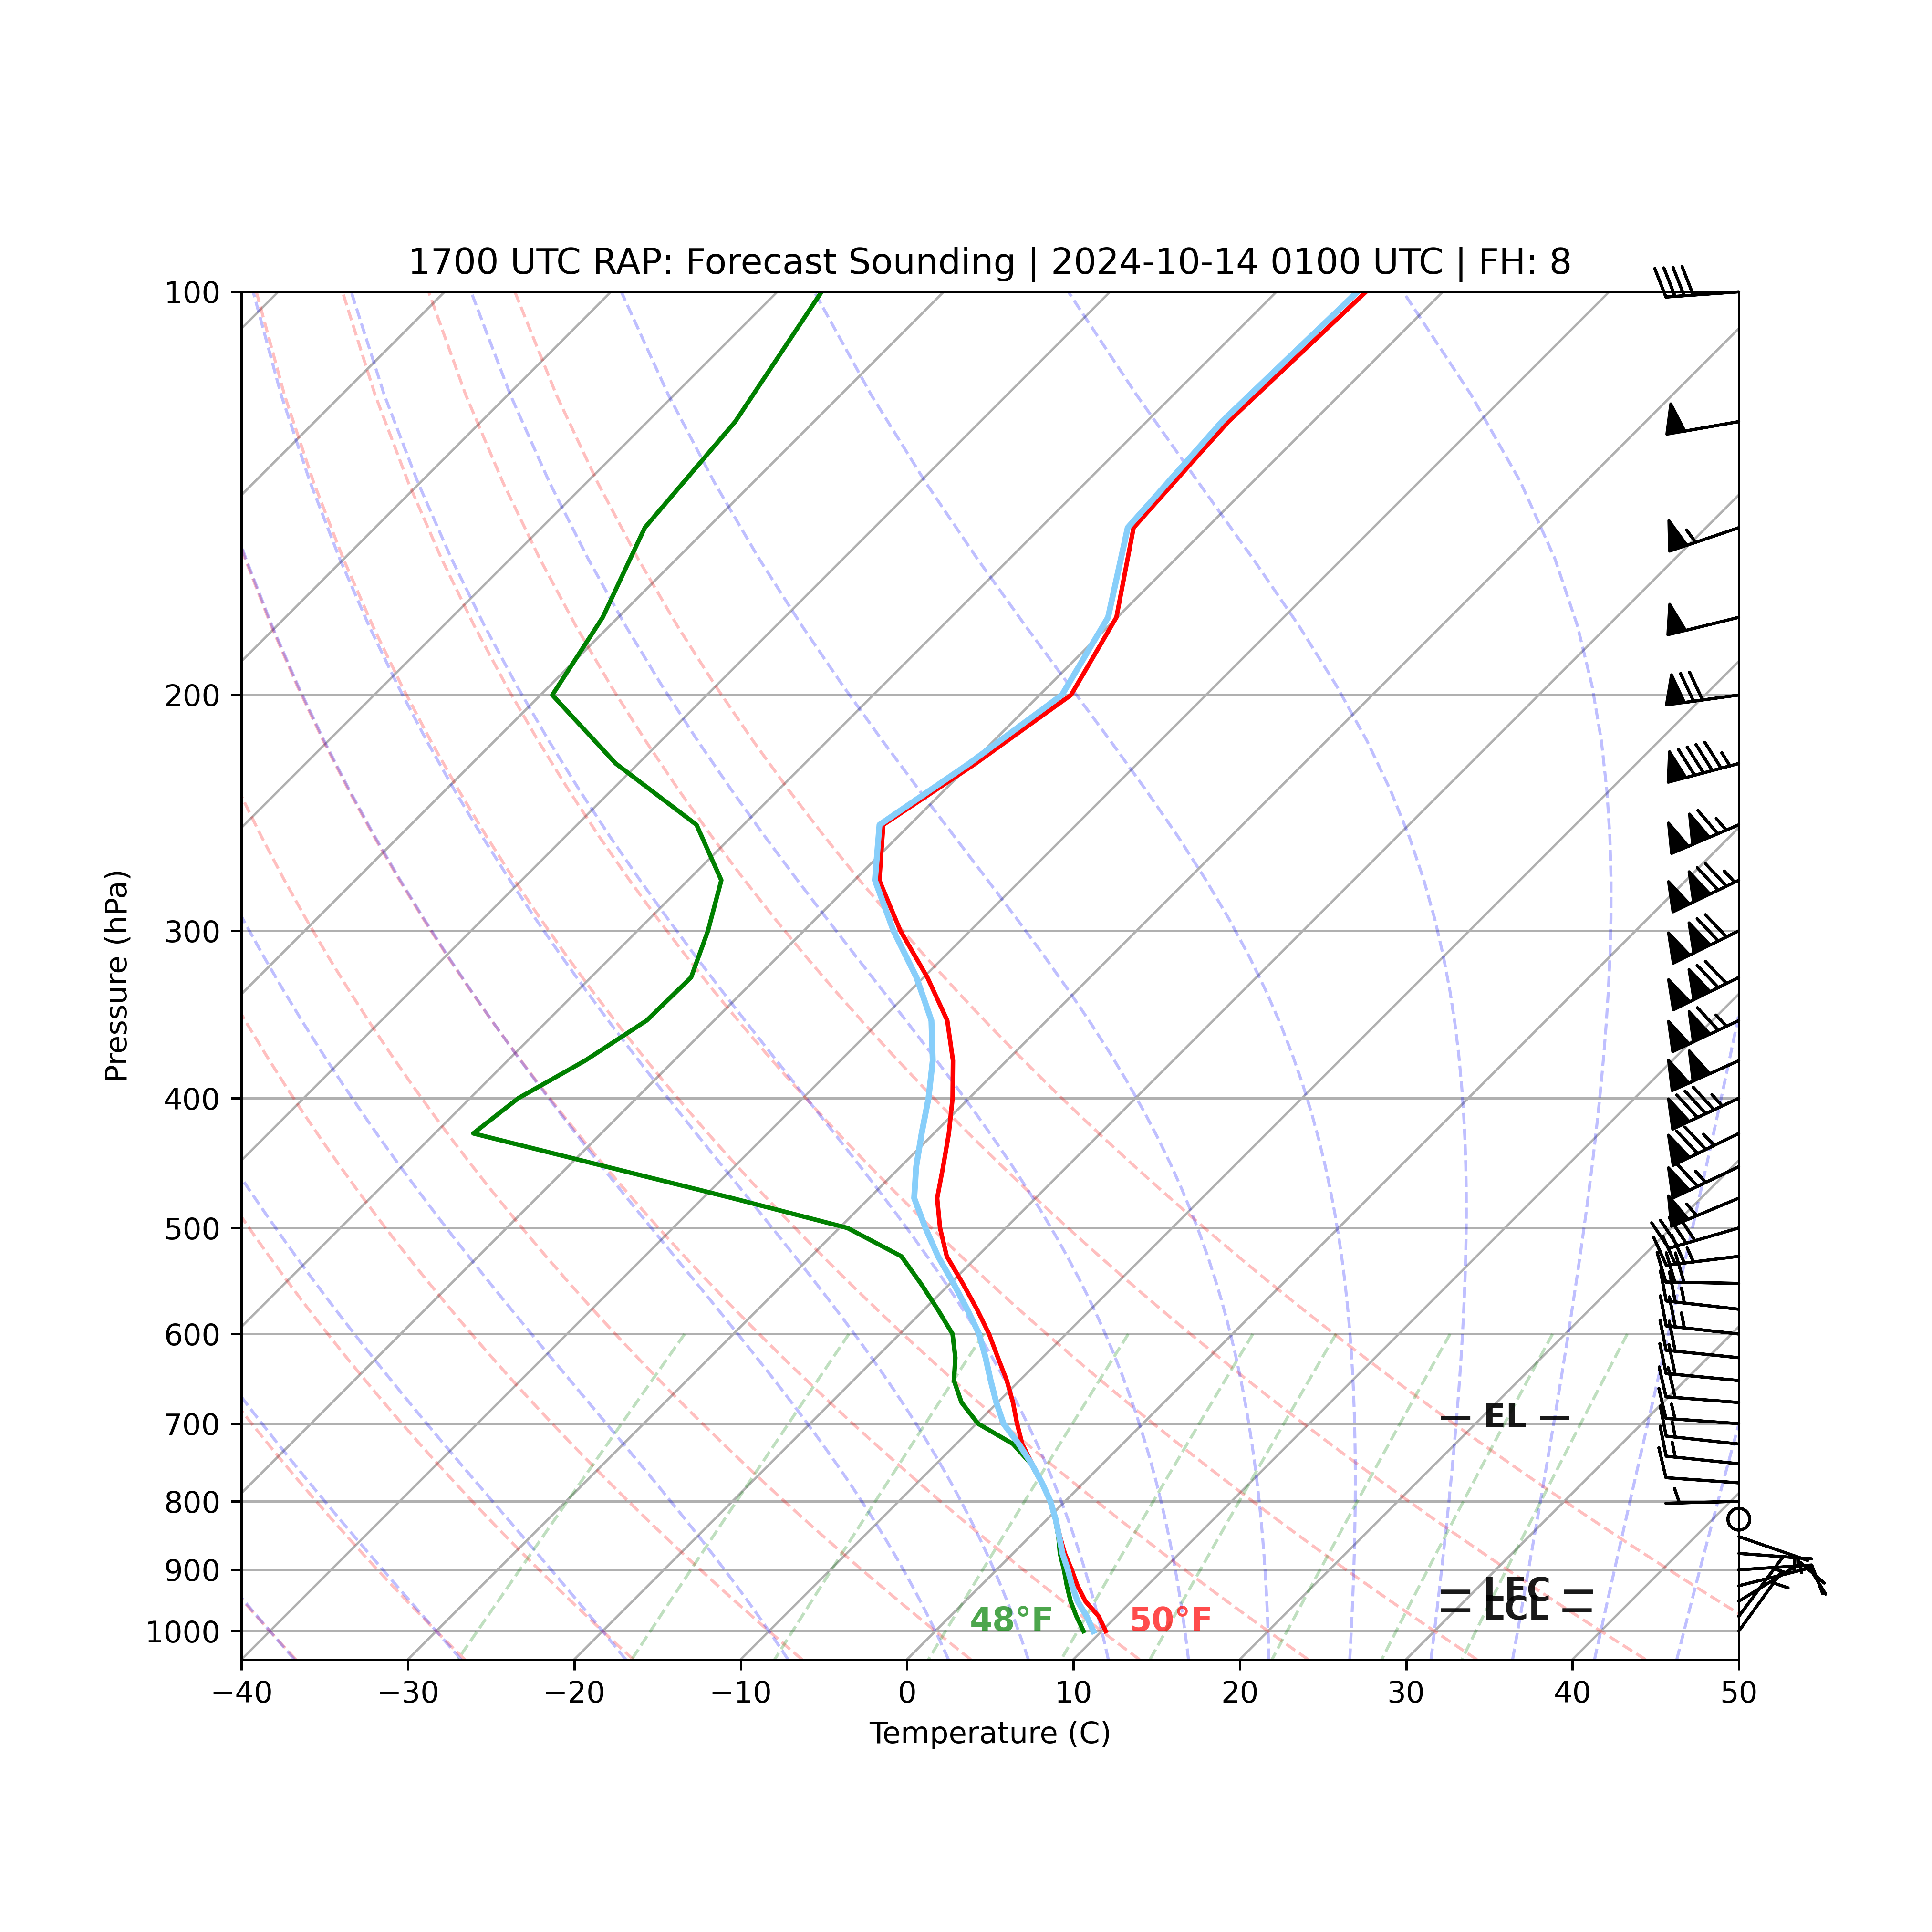 1700 UTC RAP: Forecast Sounding | 2024-10-14 0100 UTC | FH: 8
100
200
300
400
500
600
700
800
900
1000
Pressure (hPa)
— EL —
— LFC —
— LCL —
48°F
50°F
−40
−30
−20
−10
0
10
20
30
40
50
Temperature (C)